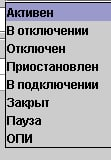 Активен
В отключении
Отключен
Приостановлен
В подключении
Закрыт
Пауза
ОПИ